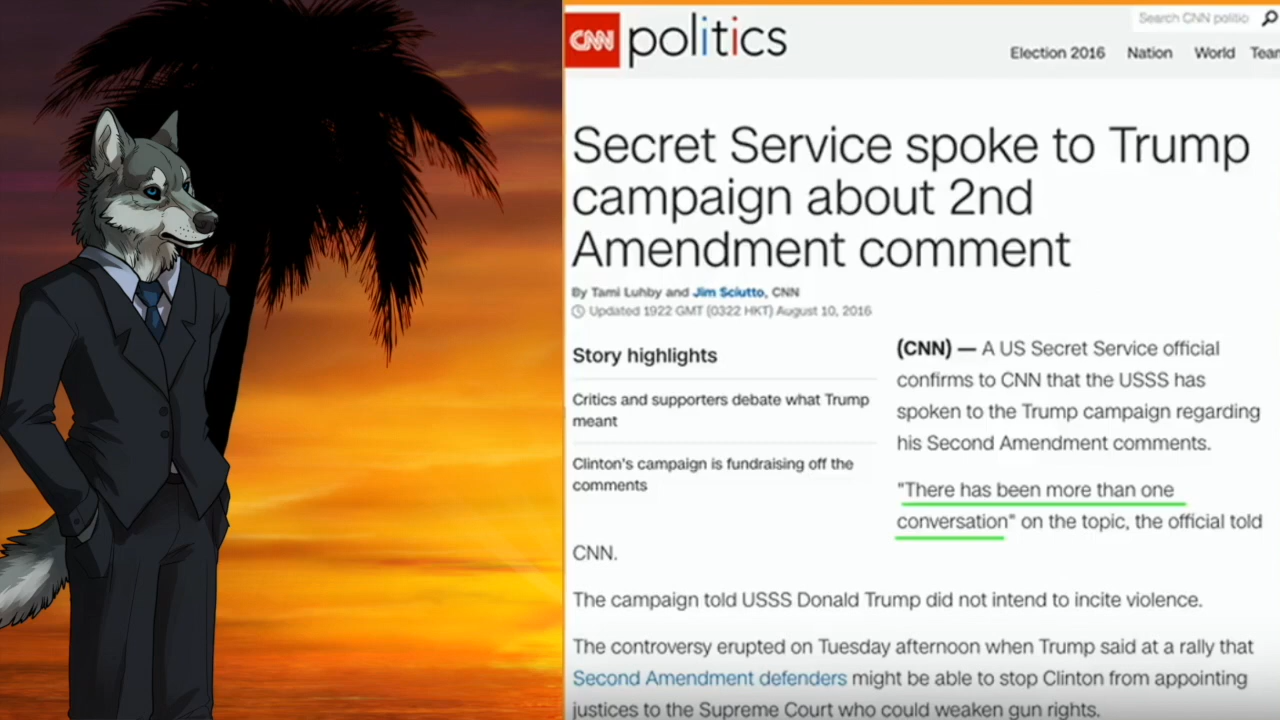 CNN politics
Search CNN politic
Election 2016 Nation World Tear
Secret Service spoke to Trump
campaign about 2nd
Amendment comment
By Tami Luhby and Jim Sciutto, CNN
Updated 1922 GMT (0322 HKT) August 10, 2016
Story highlights
Critics and supporters debate what Trump
meant
Clinton's campaign is fundraising off the
comments
(CNN) — A US Secret Service official
confirms to CNN that the USSS has
spoken to the Trump campaign regarding
his Second Amendment comments.
"There has been more than one
conversation" on the topic, the official told
CNN.
The campaign told USSS Donald Trump did not intend to incite violence.
The controversy erupted on Tuesday afternoon when Trump said at a rally that
Second Amendment defenders might be able to stop Clinton from appointing
justices to the Supreme Court who could weaken gun rights.